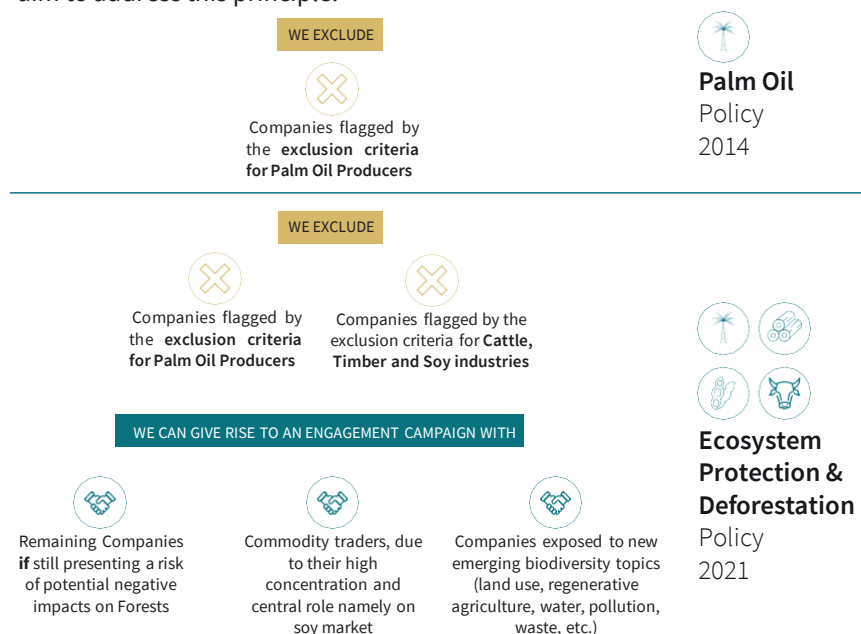 aim to address this principle.
WE EXCLUDE
Companies flagged by
the exclusion criteria
for Palm Oil Producers
Palm Oil
Policy
2014
WE EXCLUDE
Companies flagged by
the exclusion criteria
for Palm Oil Producers
Companies flagged by the
exclusion criteria for Cattle,
Timber and Soy industries
WE CAN GIVE RISE TO AN ENGAGEMENT CAMPAIGN WITH
Remaining Companies
if still presenting a risk
of potential negative
impacts on Forests
Commodity traders, due
to their high
concentration and
central role namely on
soy market
Companies exposed to new
emerging biodiversity topics
(land use, regenerative
agriculture, water, pollution,
waste, etc.)
Ecosystem
Protection &
Deforestation
Policy
2021